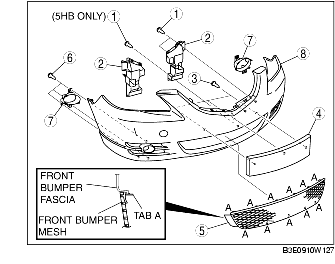 (5HB ONLY) 1 1
2 7
6 2 8
3
7 4
FRONT
BUMPER
FASCIA
TAB A
FRONT BUMPER
MESH
A A A A A A
5
A A A A A
B3E0910W127